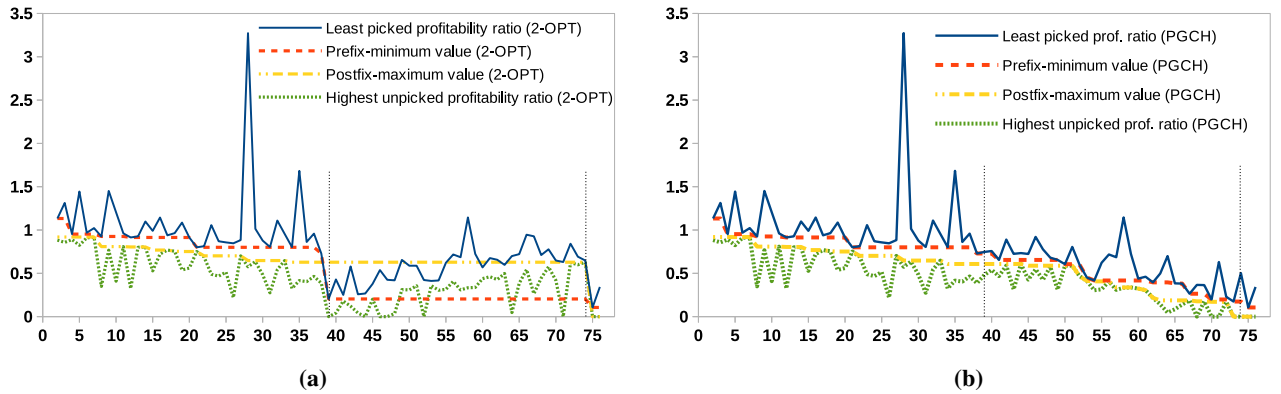 3.5
3
2.5
2
1.5
1
0.5
0
0 5 10 15 20 25 30 35 40 45 50 55 60 65 70 75
Least picked profitability ratio (2-OPT)
Prefix-minimum value (2-OPT)
Postfix-maximum value (2-OPT)
Highest unpicked profitability ratio (2-OPT)
(a)
3.5
3
2.5
2
1.5
1
0.5
0
0 5 10 15 20 25 30 35 40 45 50 55 60 65 70 75
Least picked prof. ratio (PGCH)
Prefix-minimum value (PGCH)
Postfix-maximum value (PGCH)
Highest unpicked prof. ratio (PGCH)
(b)